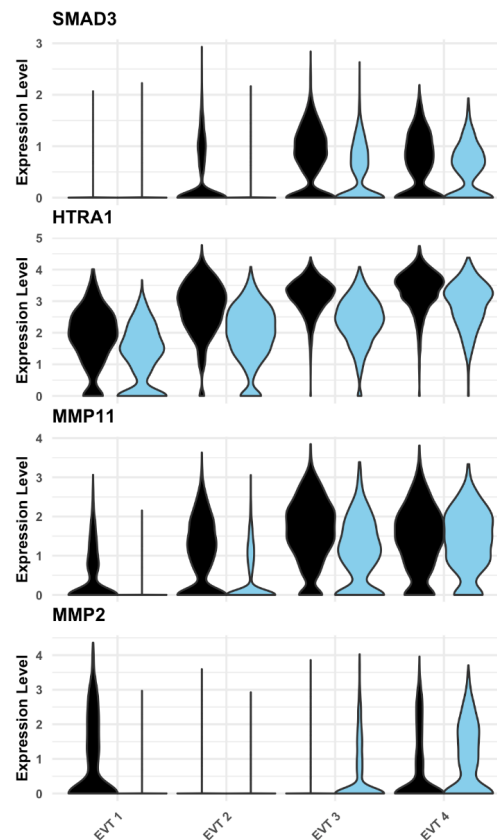 SMAD3
Expression Level
3
2
1
0
HTRA1
Expression Level
5
4
3
2
1
0
MMP11
Expression Level
4
3
2
1
0
MMP2
Expression Level
4
3
2
1
0
EVT 1
EVT 2
EVT 3
EVT 4